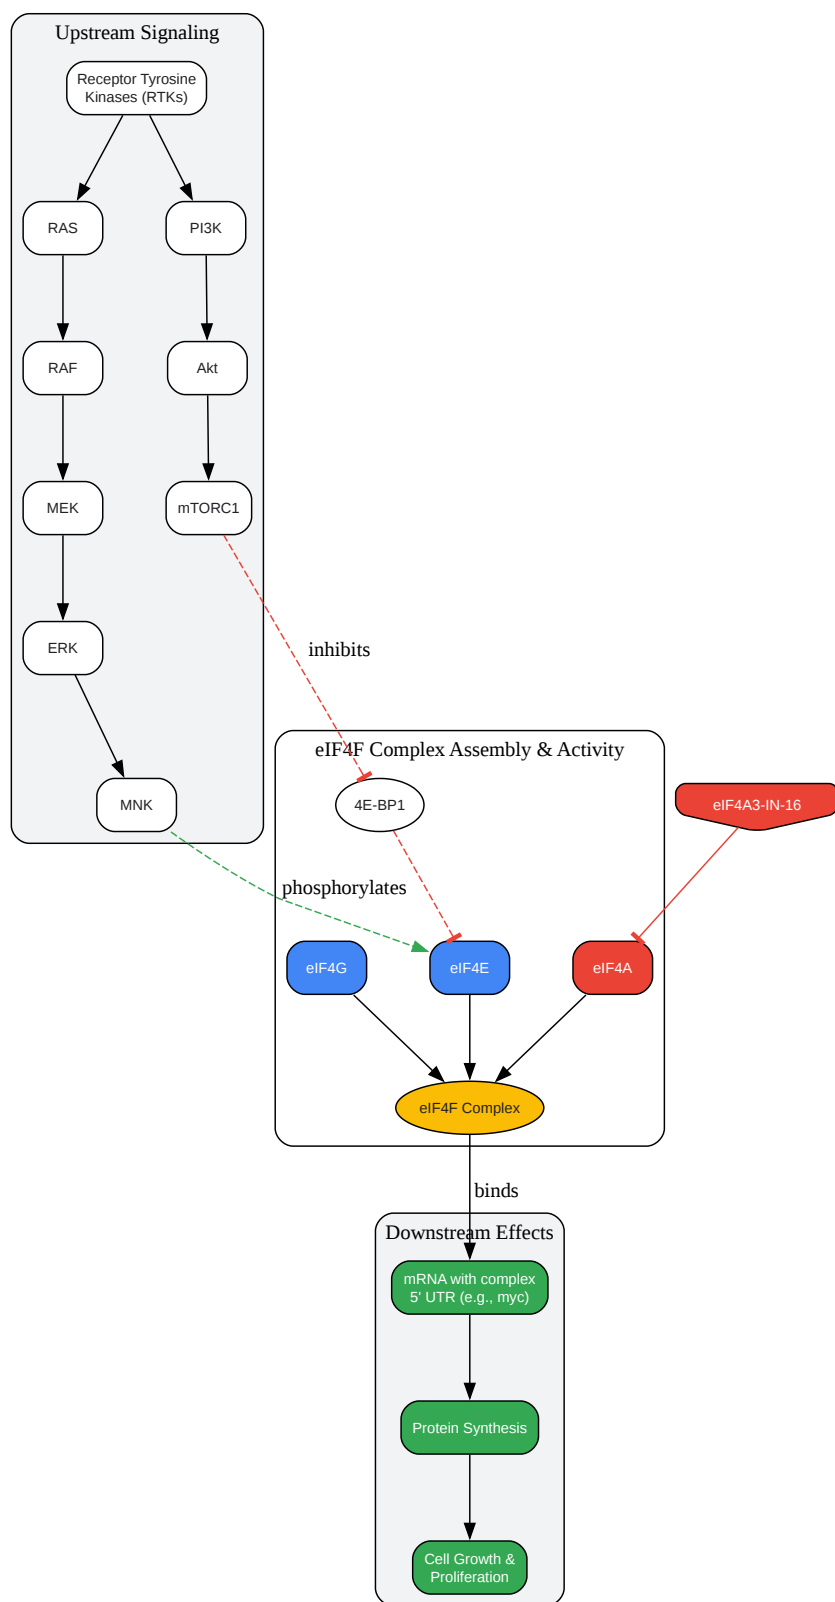 Upstream Signaling
Receptor Tyrosine
Kinases (RTKs)
RAS
PI3K
RAF
Akt
MEK
mTORC1
ERK
inhibits
eIF4F Complex Assembly & Activity
MNK
4E-BP1
eIF4A3-IN-16
phosphorylates
eIF4G
eIF4E
eIF4A
eIF4F Complex
binds
Downstream Effects
mRNA with complex
5' UTR (e.g., myc)
Protein Synthesis
Cell Growth &
Proliferation